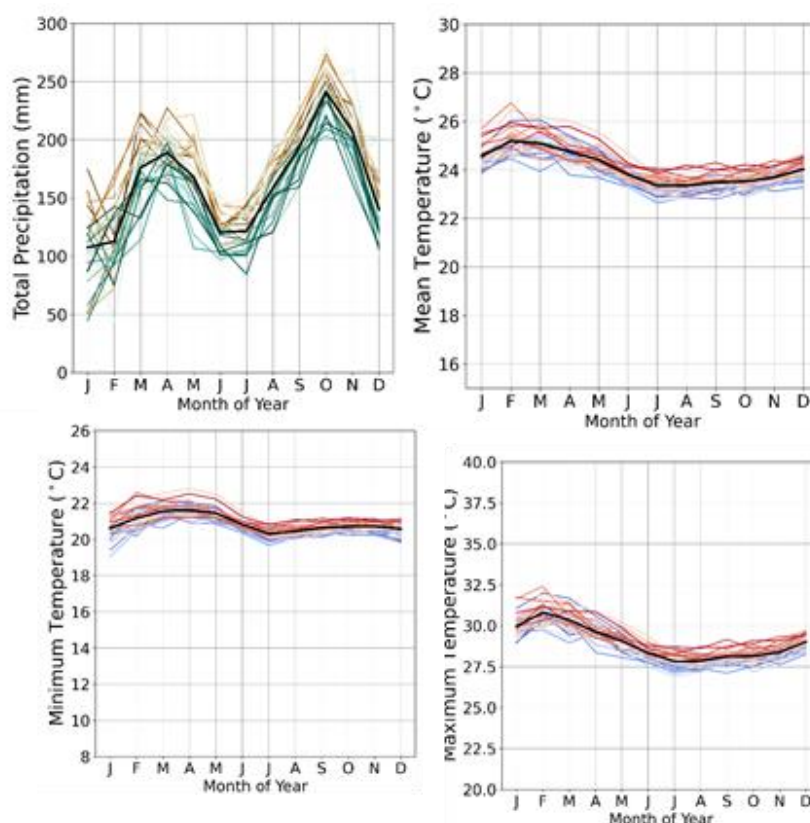 300
250
200
150
100
50
0
Total Precipitation (mm)
J F M A M J J A S O N D
Month of Year
30
28
26
24
22
20
18
16
Mean Temperature (°C)
J F M A M J J A S O N D
Month of Year
26
24
22
20
18
16
14
12
10
8
Minimum Temperature (°C)
J F M A M J J A S O N D
Month of Year
40.0
37.5
35.0
32.5
30.0
27.5
25.0
22.5
20.0
Maximum Temperature (°C)
J F M A M J J A S O N D
Month of Year